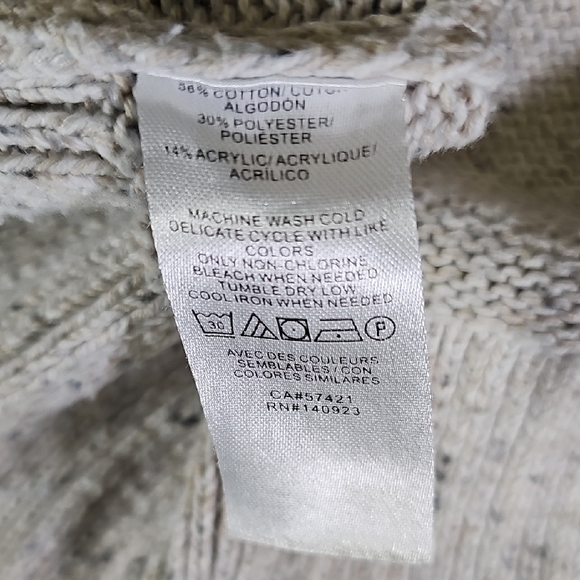 56% COTTON/
ALGODÓN
30% POLYESTER/
POLIÉSTER
14% ACRYLIC/ACRYLIQUE/
ACRÍLICO
MACHINE WASH COLD
DELICATE CYCLE WITH LIKE
COLORS
ONLY NON-CHLORINE
BLEACH WHEN NEEDED
TUMBLE DRY LOW
COOL IRON WHEN NEEDED
30 P
AVEC DES COULEURS
SEMBLABLES / CON
COLORES SIMILARES
CA#57421
RN#140923